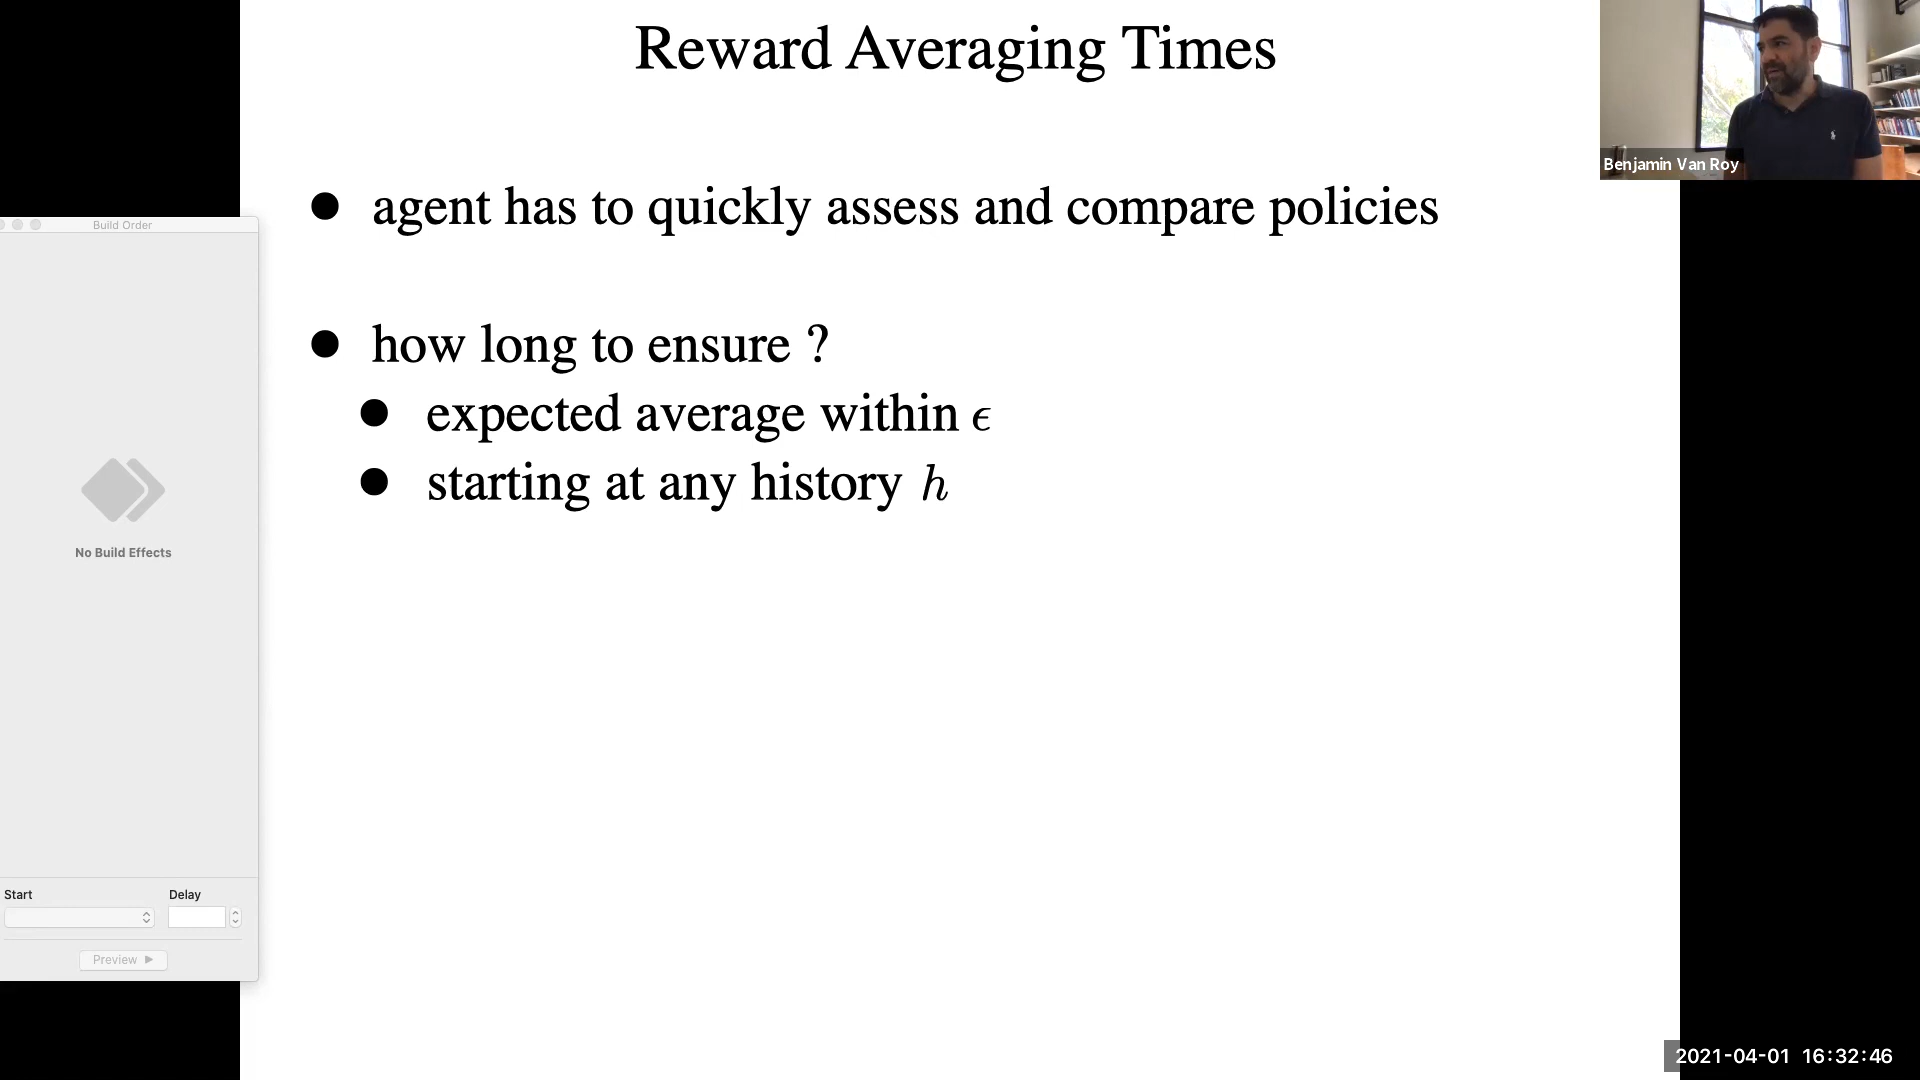 Reward Averaging Times
Benjamin Van Roy
● agent has to quickly assess and compare policies
Build Order
● how long to ensure ?
● expected average within ϵ
● starting at any history h
No Build Effects
Start
Delay
Preview ▶
2021-04-01 16:32:46